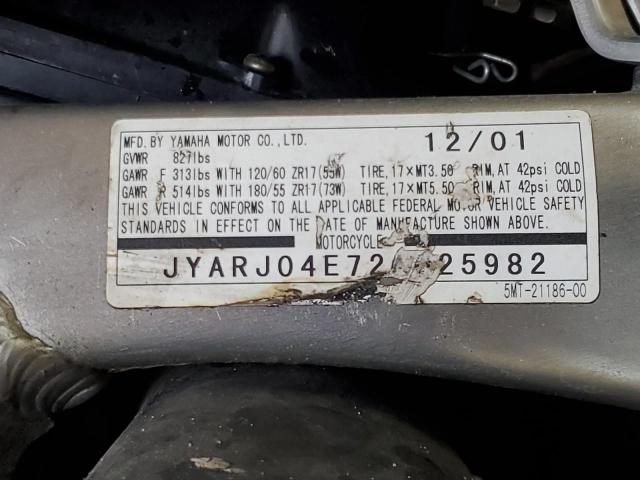 MFD. BY YAMAHA MOTOR CO., LTD. 12/01
GVWR 827lbs
GAWR F 313lbs WITH 120/60 ZR17(55W) TIRE, 17×MT3.50 RIM, AT 42psi COLD
GAWR R 514lbs WITH 180/55 ZR17(73W) TIRE, 17×MT5.50 RIM, AT 42psi COLD
THIS VEHICLE CONFORMS TO ALL APPLICABLE FEDERAL MOTOR VEHICLE SAFETY
STANDARDS IN EFFECT ON THE DATE OF MANUFACTURE SHOWN ABOVE.
MOTORCYCLE
JYARJ04E72 25982
5MT-21186-00